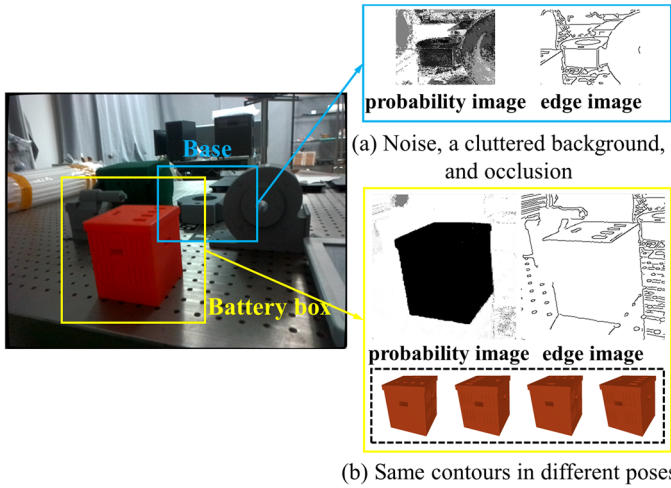 Base
Battery box
probability image edge image
(a) Noise, a cluttered background,
and occlusion
probability image edge image
(b) Same contours in different poses